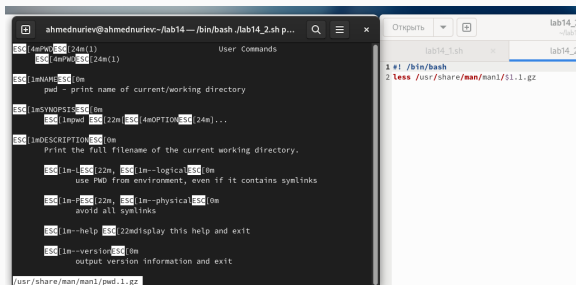 ahmednuriev@ahmednuriev:~/lab14 — /bin/bash ./lab14_2.sh p...
ESC[4mPWDESC[24m(1) User Commands
ESC[4mPWDESC[24m(1)
ESC[1mNAMEESC[0m
pwd - print name of current/working directory
ESC[1mSYNOPSISESC[0m
ESC[1mpwd ESC[22m[ESC[4mOPTIONESC[24m]...
ESC[1mDESCRIPTIONESC[0m
Print the full filename of the current working directory.
ESC[1m-LESC[22m, ESC[1m--logicalESC[0m
use PWD from environment, even if it contains symlinks
ESC[1m-PESC[22m, ESC[1m--physicalESC[0m
avoid all symlinks
ESC[1m--help ESC[22mdisplay this help and exit
ESC[1m--versionESC[0m
output version information and exit
/usr/share/man/man1/pwd.1.gz
Открыть
lab14_
~/lab
lab14_1.sh
lab14_2
1 #! /bin/bash
2 less /usr/share/man/man1/$1.1.gz